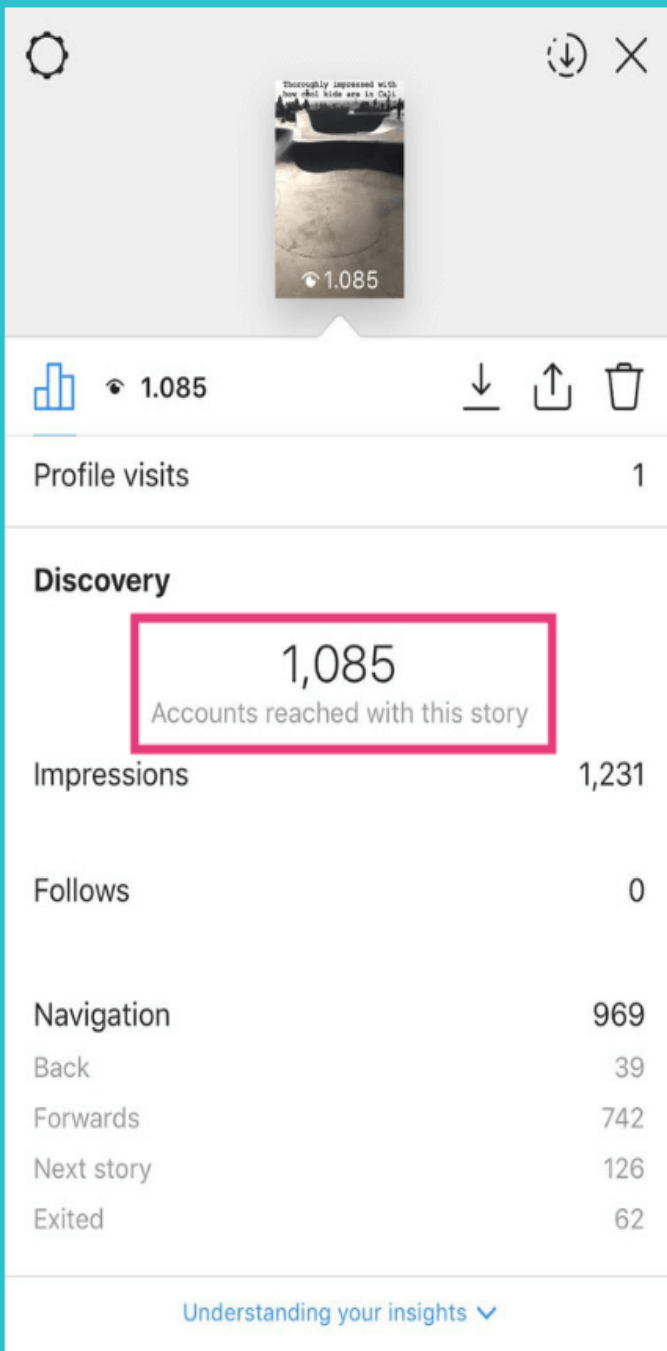 Thoroughly impressed with
how cool kids are in Cali
1.085
1.085
Profile visits 1
Discovery
1,085
Accounts reached with this story
Impressions 1,231
Follows 0
Navigation 969
Back 39
Forwards 742
Next story 126
Exited 62
Understanding your insights